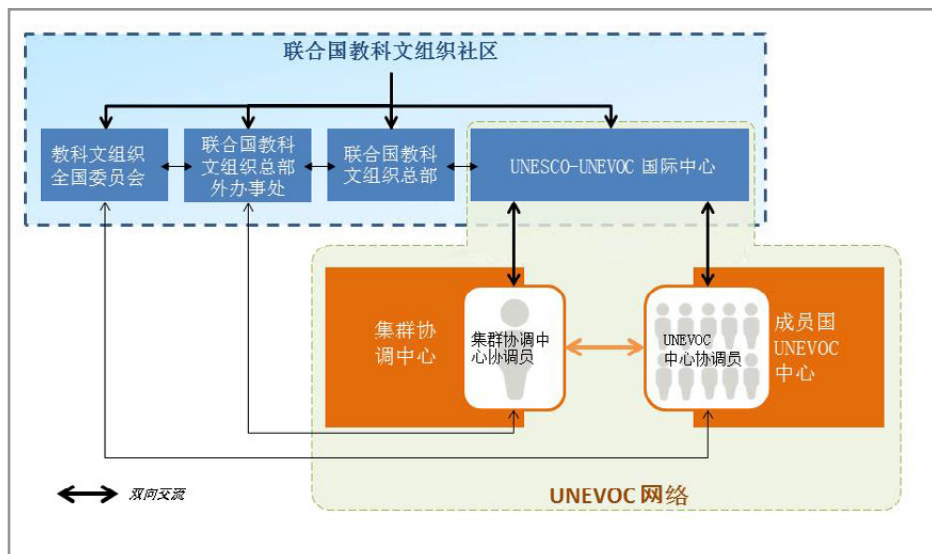 联合国教科文组织社区
教科文组织
全国委员会
联合国教科
文组织总部
外办事处
联合国教科
文组织总部
UNESCO-UNEVOC 国际中心
集群协
调中心
集群协调中
心协调员
UNEVOC
中心协调员
成员国
UNEVOC
中心
双向交流
UNEVOC 网络